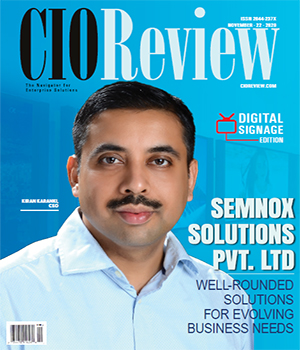 ISSN 2644-237X
NOVEMBER - 22 - 2020
CIOREVIEW.COM
CIOReview
The Navigator for
Enterprise Solutions
DIGITAL
SIGNAGE
EDITION
KIRAN KARANKI,
CEO
SEMNOX
SOLUTIONS
PVT. LTD
WELL-ROUNDED
SOLUTIONS
FOR EVOLVING
BUSINESS NEEDS